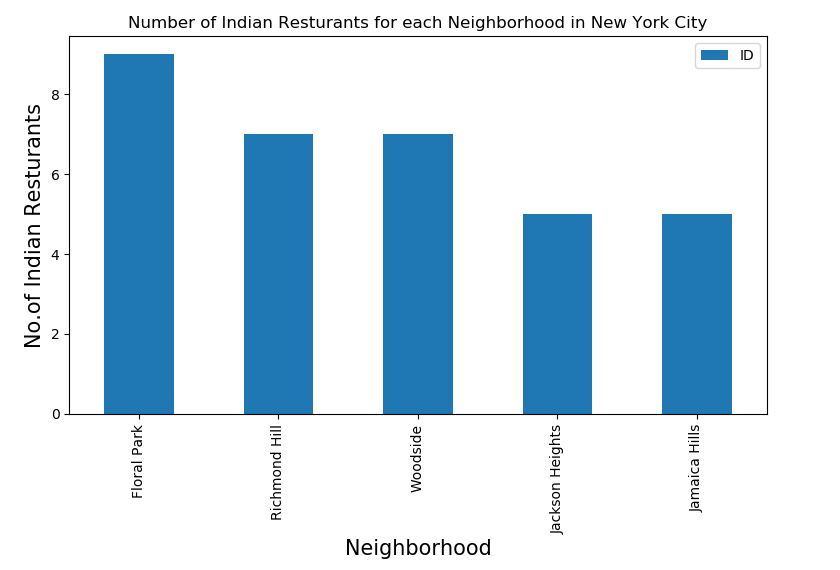 Number of Indian Resturants for each Neighborhood in New York City
ID
No.of Indian Resturants
8
6
4
2
0
Floral Park
Richmond Hill
Woodside
Jackson Heights
Jamaica Hills
Neighborhood